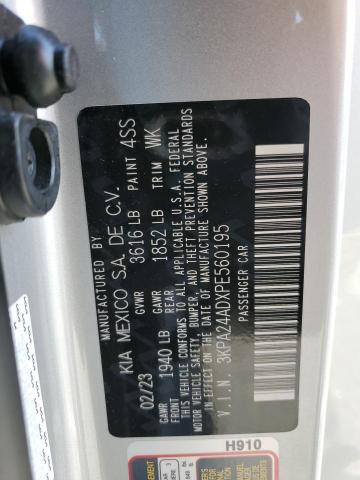 MANUFACTURED BY
KIA MEXICO S.A. DE C.V.
02/23 GVWR 3616 LB PAINT 4SS
GAWR FRONT 1940 LB GAWR REAR 1852 LB TRIM WK
THIS VEHICLE CONFORMS TO ALL APPLICABLE U.S.A. FEDERAL
MOTOR VEHICLE SAFETY, BUMPER, AND THEFT PREVENTION STANDARDS
IN EFFECT ON THE DATE OF MANUFACTURE SHOWN ABOVE.
V.I.N. 3KPA24ADXPE560195
PASSENGER CAR
H910